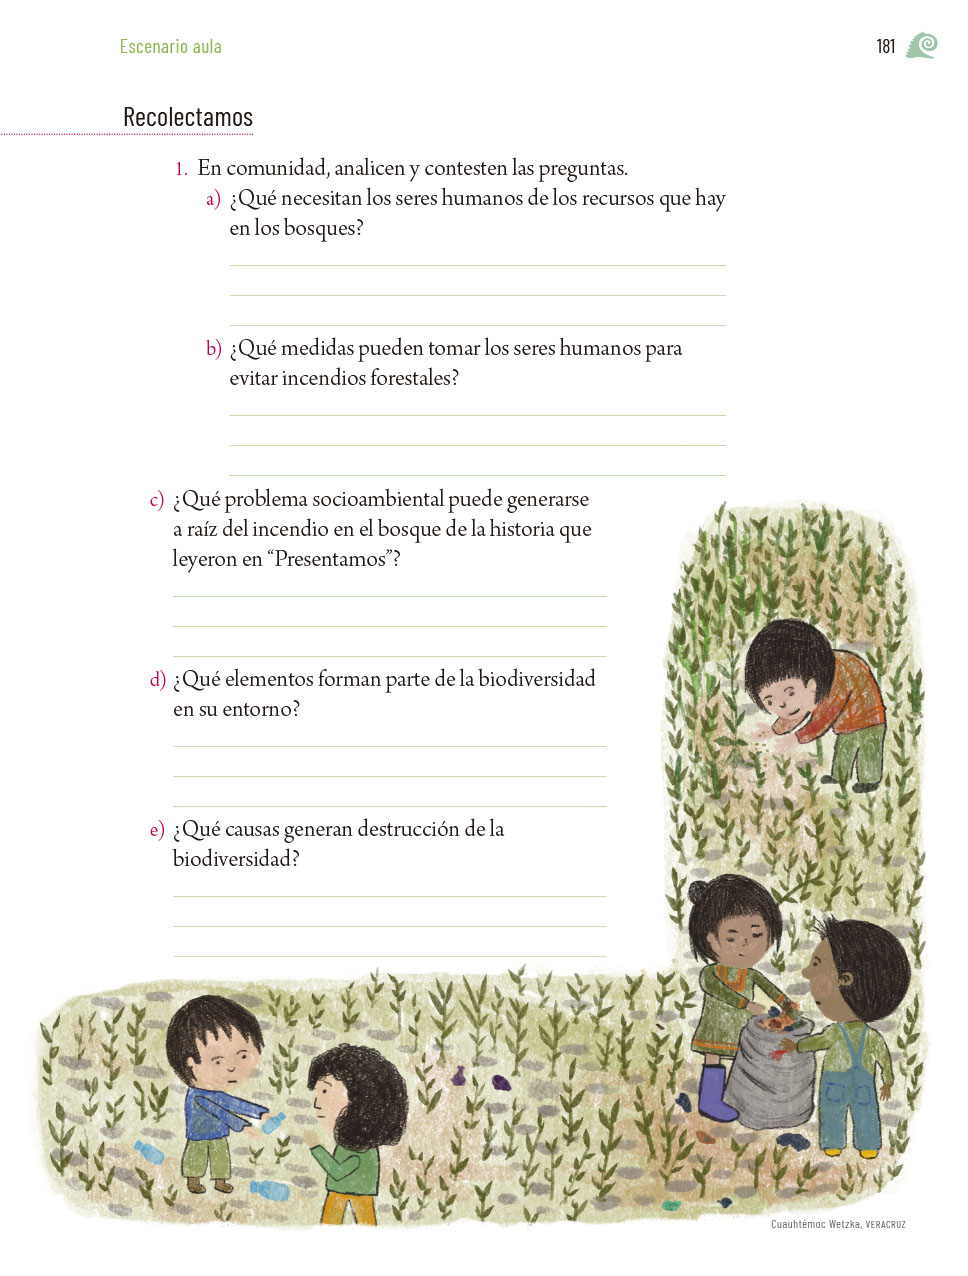 Escenario aula
181
Recolectamos
1. En comunidad, analicen y contesten las preguntas.
a) ¿Qué necesitan los seres humanos de los recursos que hay
en los bosques?
b) ¿Qué medidas pueden tomar los seres humanos para
evitar incendios forestales?
c) ¿Qué problema socioambiental puede generarse
a raíz del incendio en el bosque de la historia que
leyeron en “Presentamos”?
d) ¿Qué elementos forman parte de la biodiversidad
en su entorno?
e) ¿Qué causas generan destrucción de la
biodiversidad?
Cuauhtémoc Wetzka, VERACRUZ